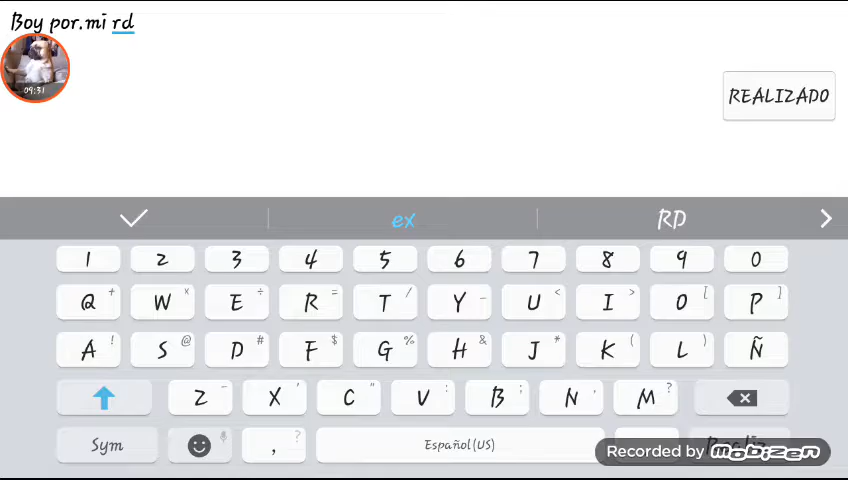 Boy por.mi rd
09:31
REALIZADO
ex RD
1 2 3 4 5 6 7 8 9 0
Q + W × E ÷ R = T / Y _ U < I > O [ P ]
A ! S @ D # F $ G % H & J * K ( L ) Ñ
Z - X ' C " V : B ; N , M ?
Sym , ? Español(US)
Recorded by mobizen